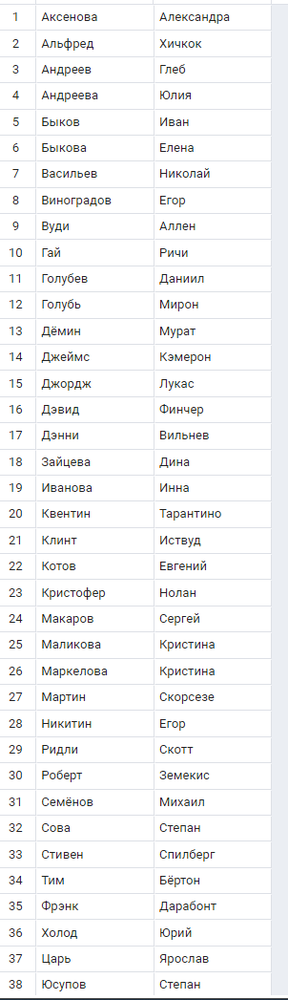 1 Аксенова Александра
2 Альфред Хичкок
3 Андреев Глеб
4 Андреева Юлия
5 Быков Иван
6 Быкова Елена
7 Васильев Николай
8 Виноградов Егор
9 Вуди Аллен
10 Гай Ричи
11 Голубев Даниил
12 Голубь Мирон
13 Дёмин Мурат
14 Джеймс Кэмерон
15 Джордж Лукас
16 Дэвид Финчер
17 Дэнни Вильнев
18 Зайцева Дина
19 Иванова Инна
20 Квентин Тарантино
21 Клинт Иствуд
22 Котов Евгений
23 Кристофер Нолан
24 Макаров Сергей
25 Маликова Кристина
26 Маркелова Кристина
27 Мартин Скорсезе
28 Никитин Егор
29 Ридли Скотт
30 Роберт Земекис
31 Семёнов Михаил
32 Сова Степан
33 Стивен Спилберг
34 Тим Бёртон
35 Фрэнк Дарабонт
36 Холод Юрий
37 Царь Ярослав
38 Юсупов Степан